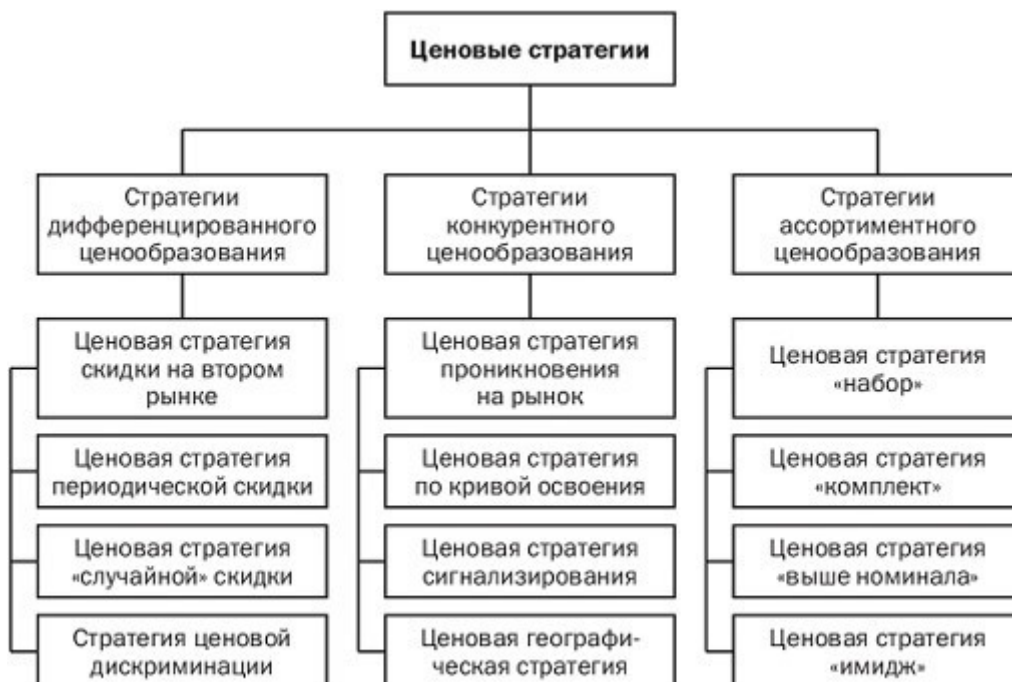 Ценовые стратегии
Стратегии
дифференцированного
ценообразования
Стратегии
конкурентного
ценообразования
Стратегии
ассортиментного
ценообразования
Ценовая стратегия
скидки на втором
рынке
Ценовая стратегия
проникновения
на рынок
Ценовая стратегия
«набор»
Ценовая стратегия
периодической скидки
Ценовая стратегия
по кривой освоения
Ценовая стратегия
«комплект»
Ценовая стратегия
«случайной» скидки
Ценовая стратегия
сигнализирования
Ценовая стратегия
«выше номинала»
Стратегия ценовой
дискриминации
Ценовая географи-
ческая стратегия
Ценовая стратегия
«имидж»